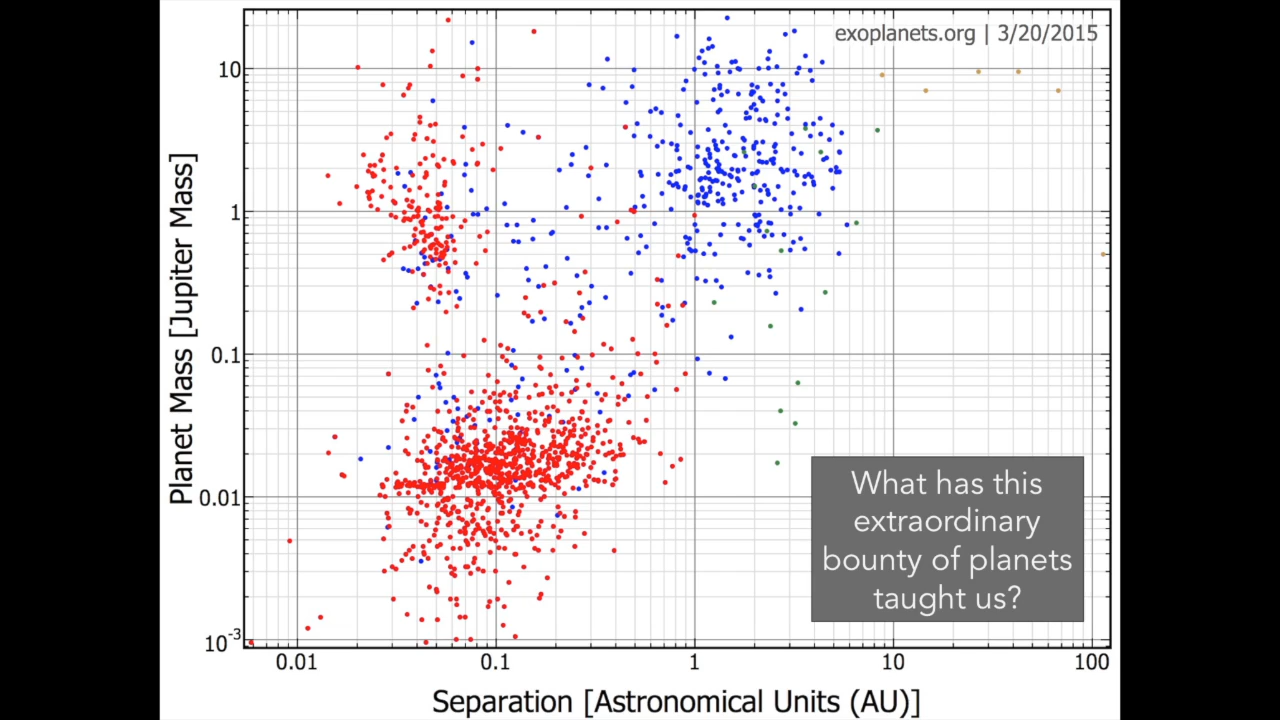 exoplanets.org | 3/20/2015
10
1
0.1
0.01
10-3
Planet Mass [Jupiter Mass]
What has this
extraordinary
bounty of planets
taught us?
0.01
0.1
1
10
100
Separation [Astronomical Units (AU)]